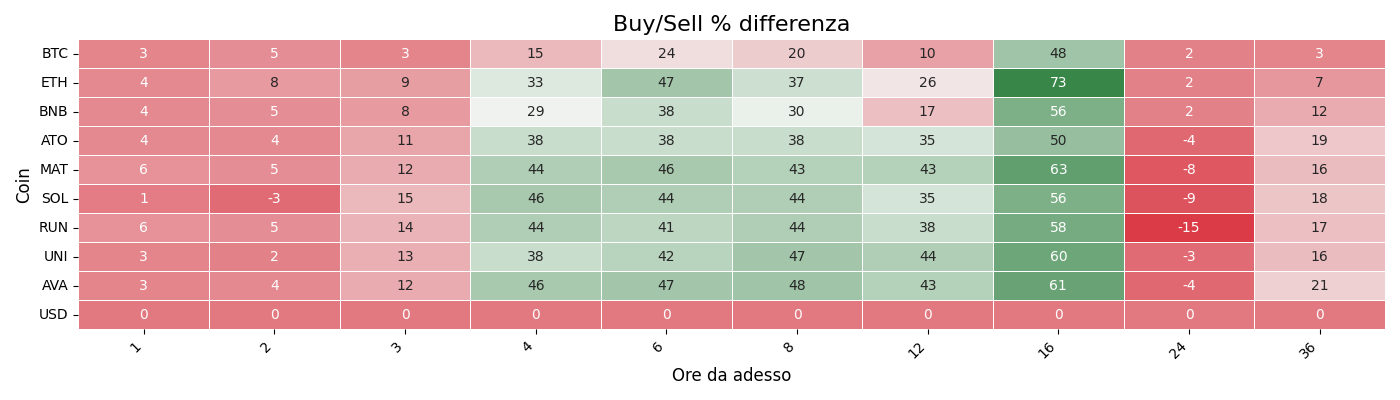 Buy/Sell % differenza
Coin
BTC 3 5 3 15 24 20 10 48 2 3
ETH 4 8 9 33 47 37 26 73 2 7
BNB 4 5 8 29 38 30 17 56 2 12
ATO 4 4 11 38 38 38 35 50 -4 19
MAT 6 5 12 44 46 43 43 63 -8 16
SOL 1 -3 15 46 44 44 35 56 -9 18
RUN 6 5 14 44 41 44 38 58 -15 17
UNI 3 2 13 38 42 47 44 60 -3 16
AVA 3 4 12 46 47 48 43 61 -4 21
USD 0 0 0 0 0 0 0 0 0 0
1 2 3 4 6 8 12 16 24 36
Ore da adesso